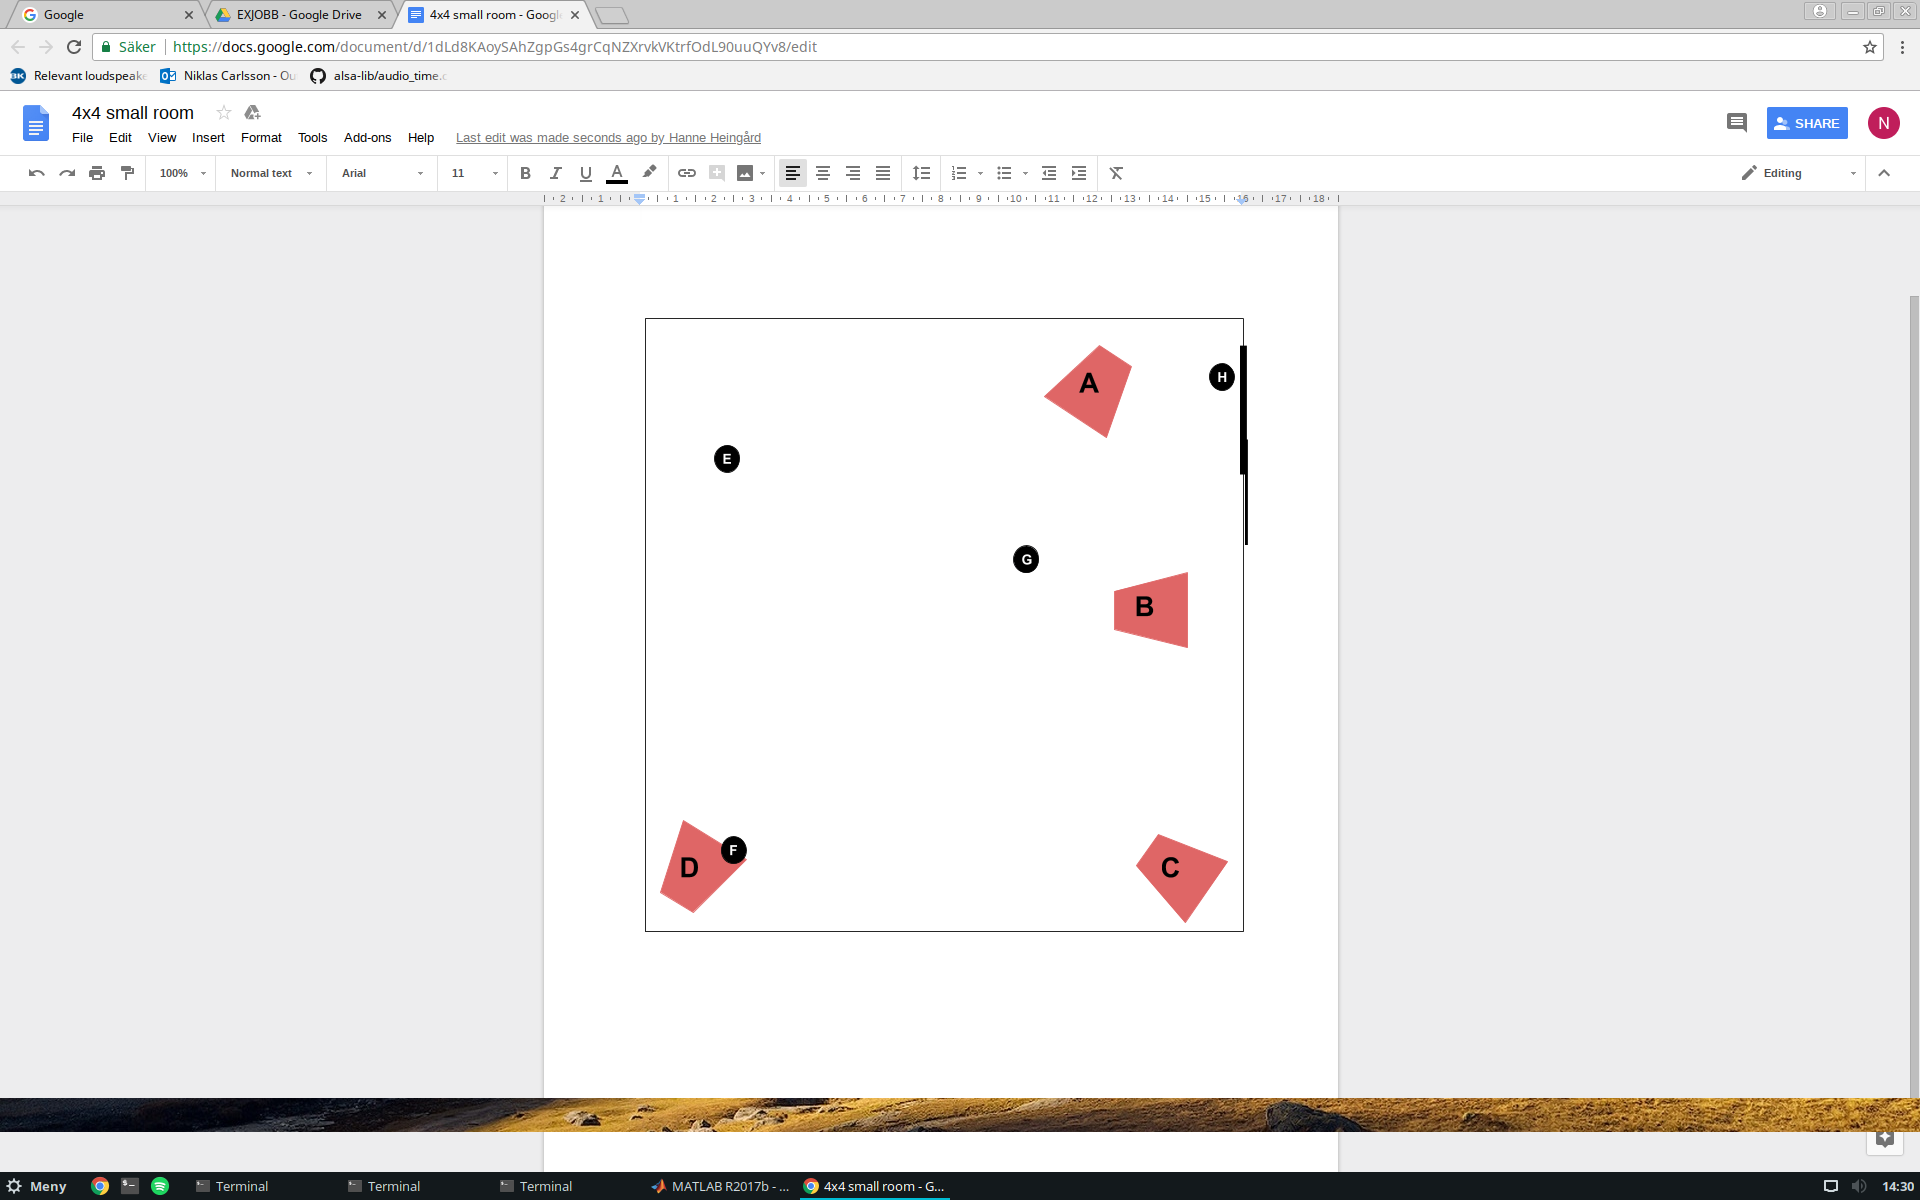 Google
EXJOBB - Google Drive
4x4 small room - Googl
Säker
https://docs.google.com/document/d/1dLd8KAoySAhZgpGs4grCqNZXrvkVKtrfOdL90uuQYv8/edit
Relevant loudspeake
Niklas Carlsson - Ou
alsa-lib/audio_time.c
4x4 small room
File Edit View Insert Format Tools Add-ons Help
Last edit was made seconds ago by Hanne Heingård
SHARE
N
100% Normal text Arial 11 B I U A
Editing
2 1 1 2 3 4 5 6 7 8 9 10 11 12 13 14 15 16 17 18
A
H
E
G
B
F
D
C
Meny
Terminal
Terminal
Terminal
MATLAB R2017b - ...
4x4 small room - G...
14:30